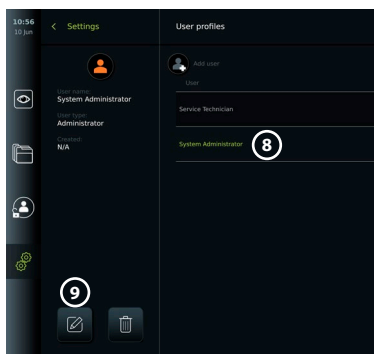 10:56
10 Jun
Settings
User profiles
Add user
User
User name:
System Administrator
User type:
Administrator
Created:
N/A
Service Technician
System Administrator
8
9